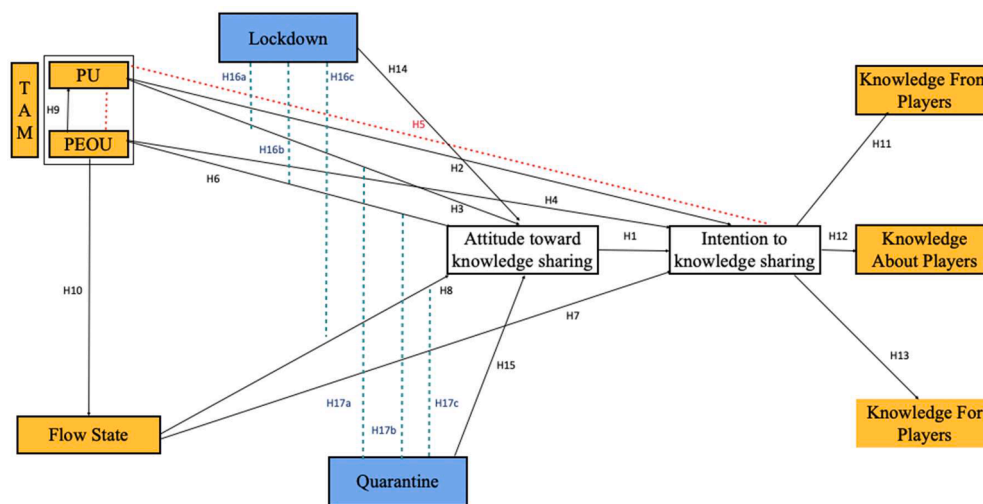 Lockdown
T
A
M
PU
H9
PEOU
H16a
H16c
H14
Knowledge From
Players
H5
H16b
H6
H2
H11
H4
H3
Attitude toward
knowledge sharing
H1
Intention to
knowledge sharing
H12
Knowledge
About Players
H10
H8
H7
H15
H13
H17a
H17c
H17b
Flow State
Knowledge For
Players
Quarantine